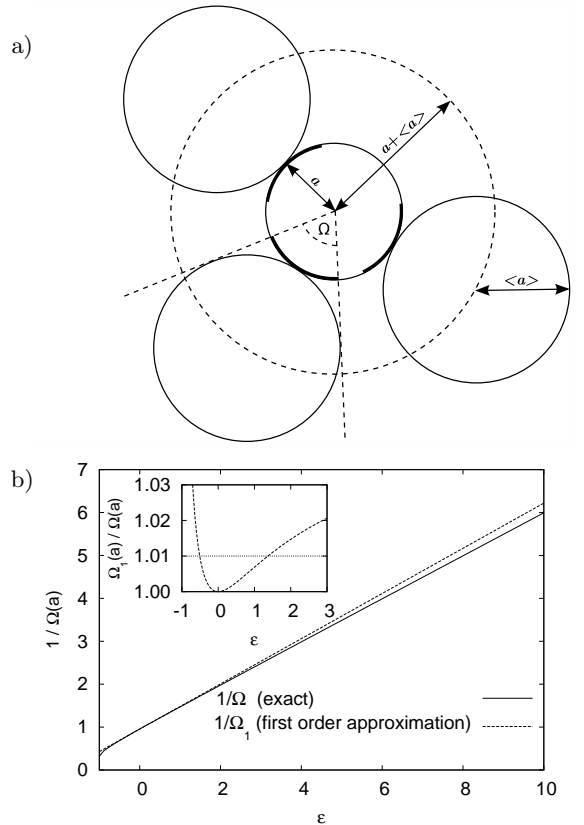 a)
a+<a>
a
Ω
<a>
b)
7
6
5
4
3
2
1
0
1 / Ω(a)
0 2 4 6 8 10
ε
1.03
1.02
1.01
1.00
Ω₁(a) / Ω(a)
-1 0 1 2 3
ε
1/Ω (exact)
1/Ω₁ (first order approximation)